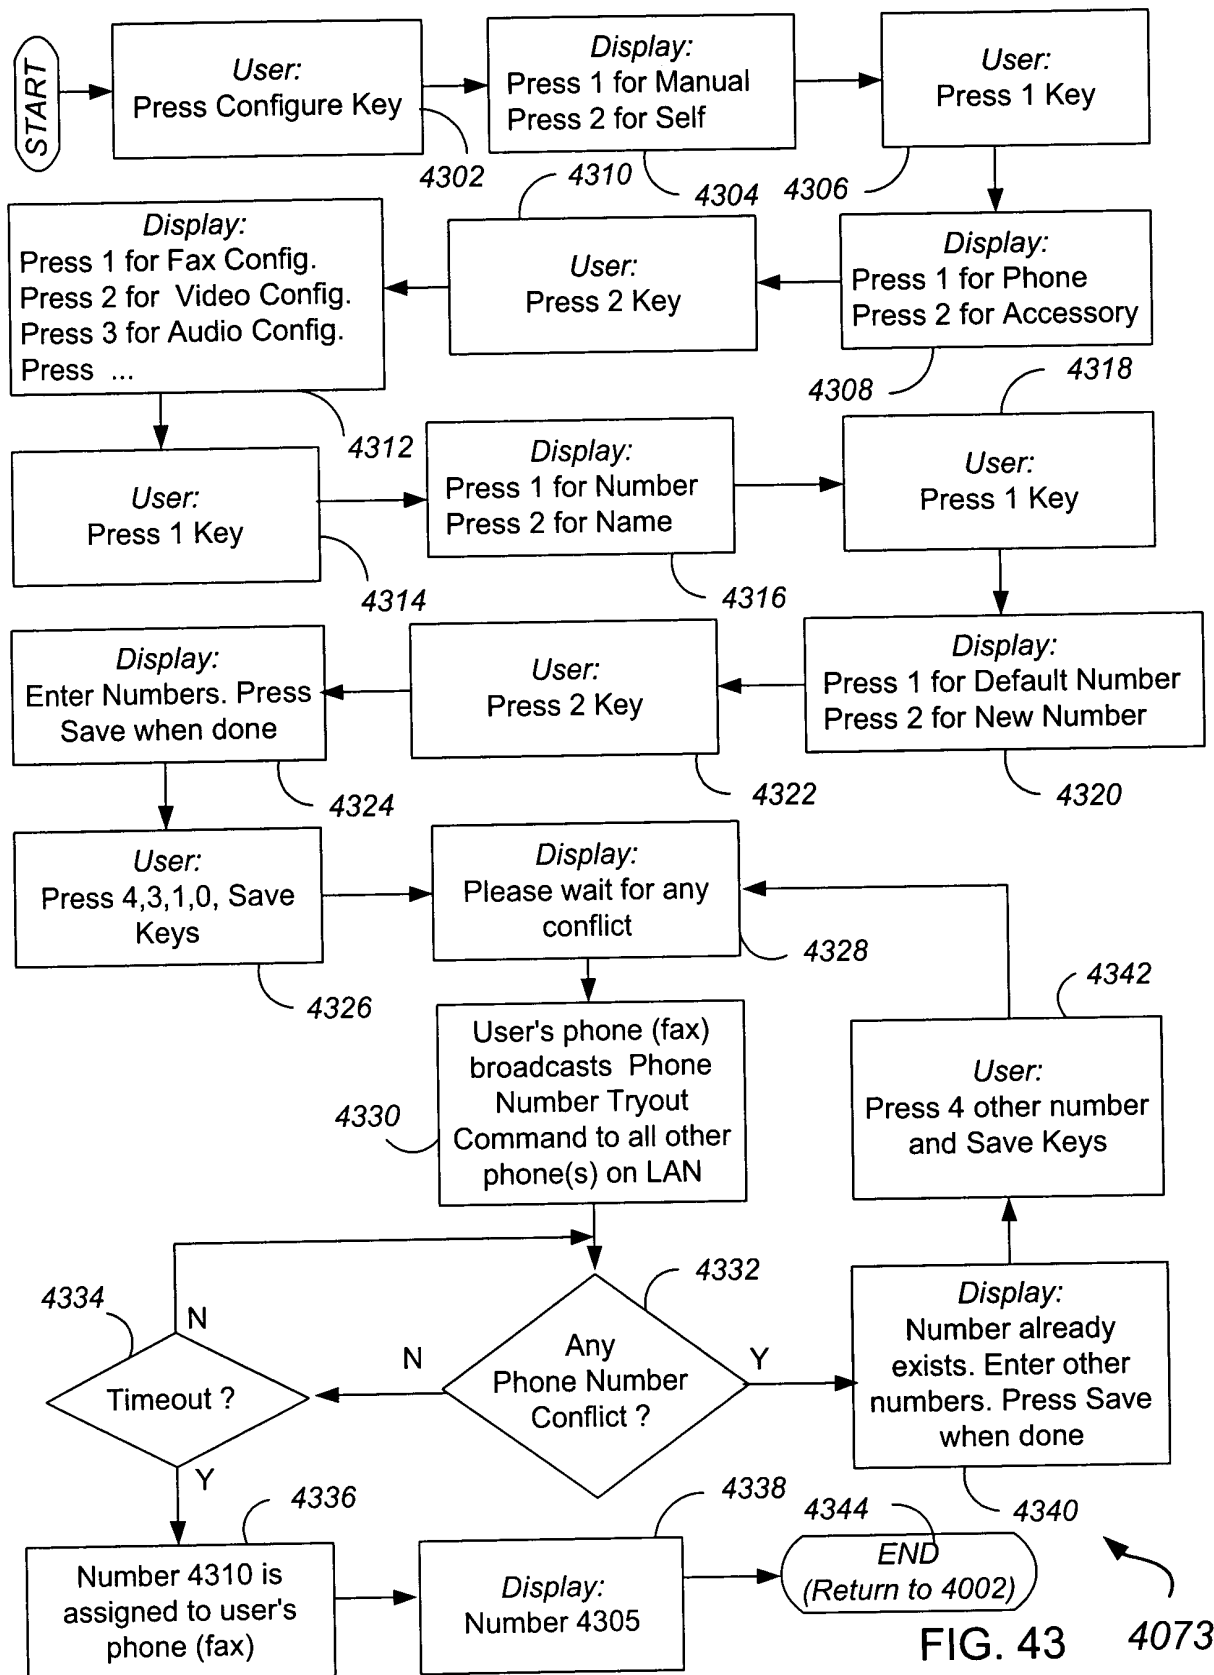 START
User:
Press Configure Key
4302
Display:
Press 1 for Manual
Press 2 for Self
4304
User:
Press 1 Key
4306
Display:
Press 1 for Phone
Press 2 for Accessory
4308
User:
Press 2 Key
4310
Display:
Press 1 for Fax Config.
Press 2 for Video Config.
Press 3 for Audio Config.
Press ...
4312
User:
Press 1 Key
4314
Display:
Press 1 for Number
Press 2 for Name
4316
User:
Press 1 Key
4318
Display:
Press 1 for Default Number
Press 2 for New Number
4320
User:
Press 2 Key
4322
Display:
Enter Numbers. Press
Save when done
4324
User:
Press 4,3,1,0, Save
Keys
4326
Display:
Please wait for any
conflict
4328
User's phone (fax)
broadcasts Phone
Number Tryout
Command to all other
phone(s) on LAN
4330
Any
Phone Number
Conflict ?
4332
N
Y
Timeout ?
4334
N
Y
Number 4310 is
assigned to user's
phone (fax)
4336
Display:
Number 4305
4338
Display:
Number already
exists. Enter other
numbers. Press Save
when done
4340
User:
Press 4 other number
and Save Keys
4342
END
(Return to 4002)
4344
FIG. 43
4073